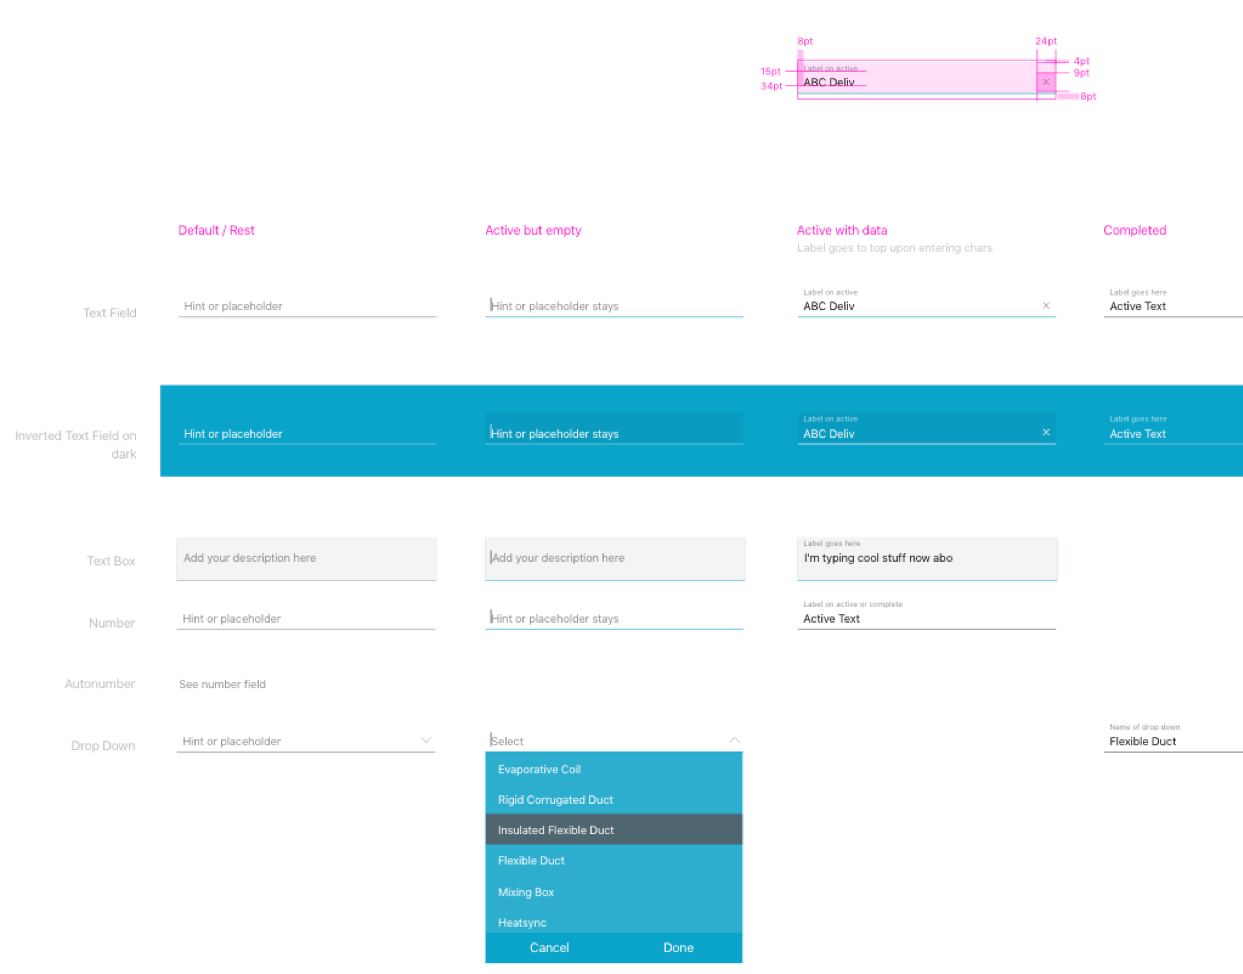 8pt
24pt
4pt
15pt
Label on active
9pt
34pt
ABC Deliv
×
8pt
Default / Rest
Active but empty
Active with data
Completed
Label goes to top upon entering chars
Text Field
Hint or placeholder
Hint or placeholder stays
Label on active
ABC Deliv
×
Label goes here
Active Text
Inverted Text Field on
dark
Hint or placeholder
Hint or placeholder stays
Label on active
ABC Deliv
×
Label goes here
Active Text
Text Box
Add your description here
Add your description here
Label goes here
I'm typing cool stuff now abo
Number
Hint or placeholder
Hint or placeholder stays
Label on active or complete
Active Text
Autonumber
See number field
Drop Down
Hint or placeholder
Select
Name of drop down
Flexible Duct
Evaporative Coil
Rigid Corrugated Duct
Insulated Flexible Duct
Flexible Duct
Mixing Box
Heatsync
Cancel
Done